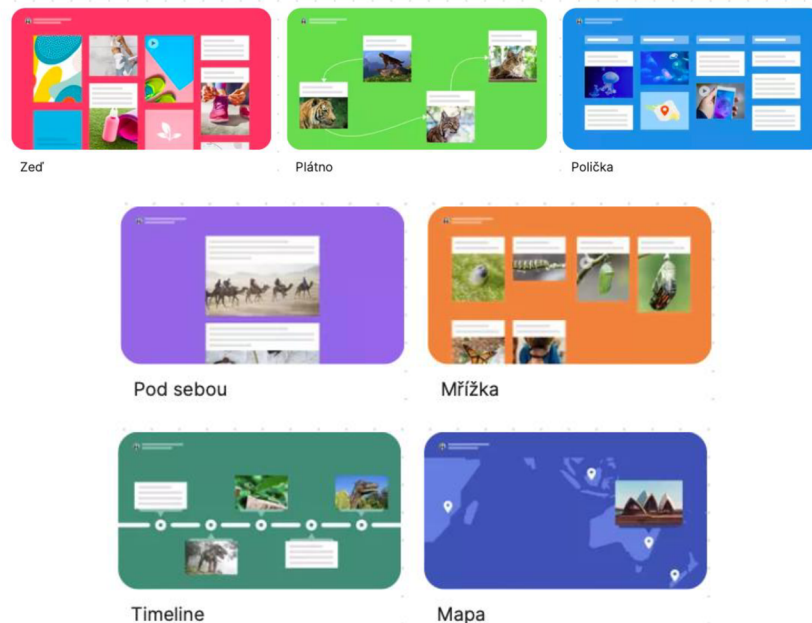 Zeď
Plátno
Polička
Pod sebou
Mřížka
Timeline
Mapa